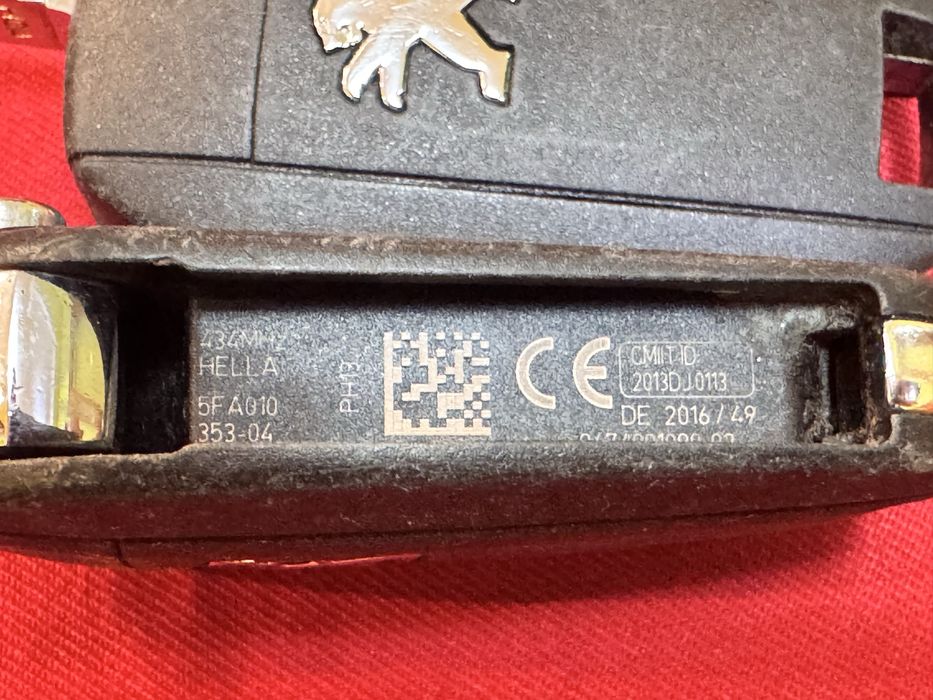 434MHz
HELLA
5FA010
353-04
PH3
CE
CMIIT ID
2013DJ0113
DE 2016/49